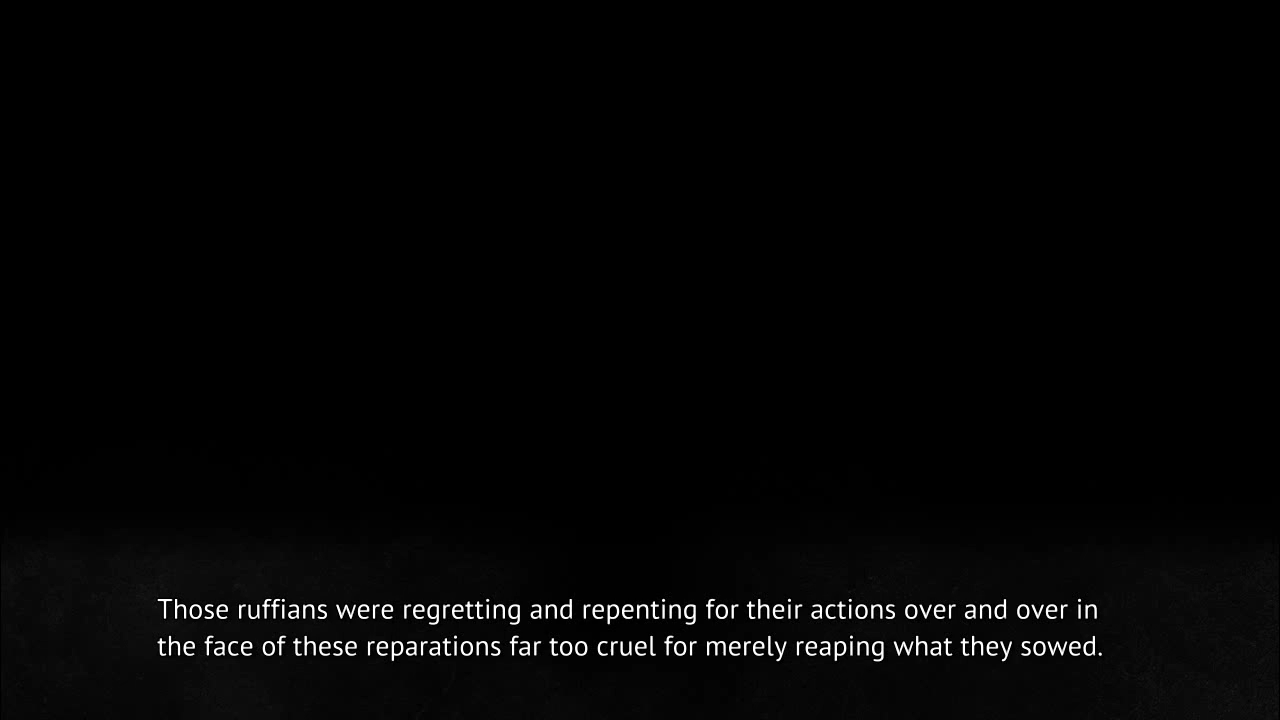 Those ruffians were regretting and repenting for their actions over and over in
the face of these reparations far too cruel for merely reaping what they sowed.